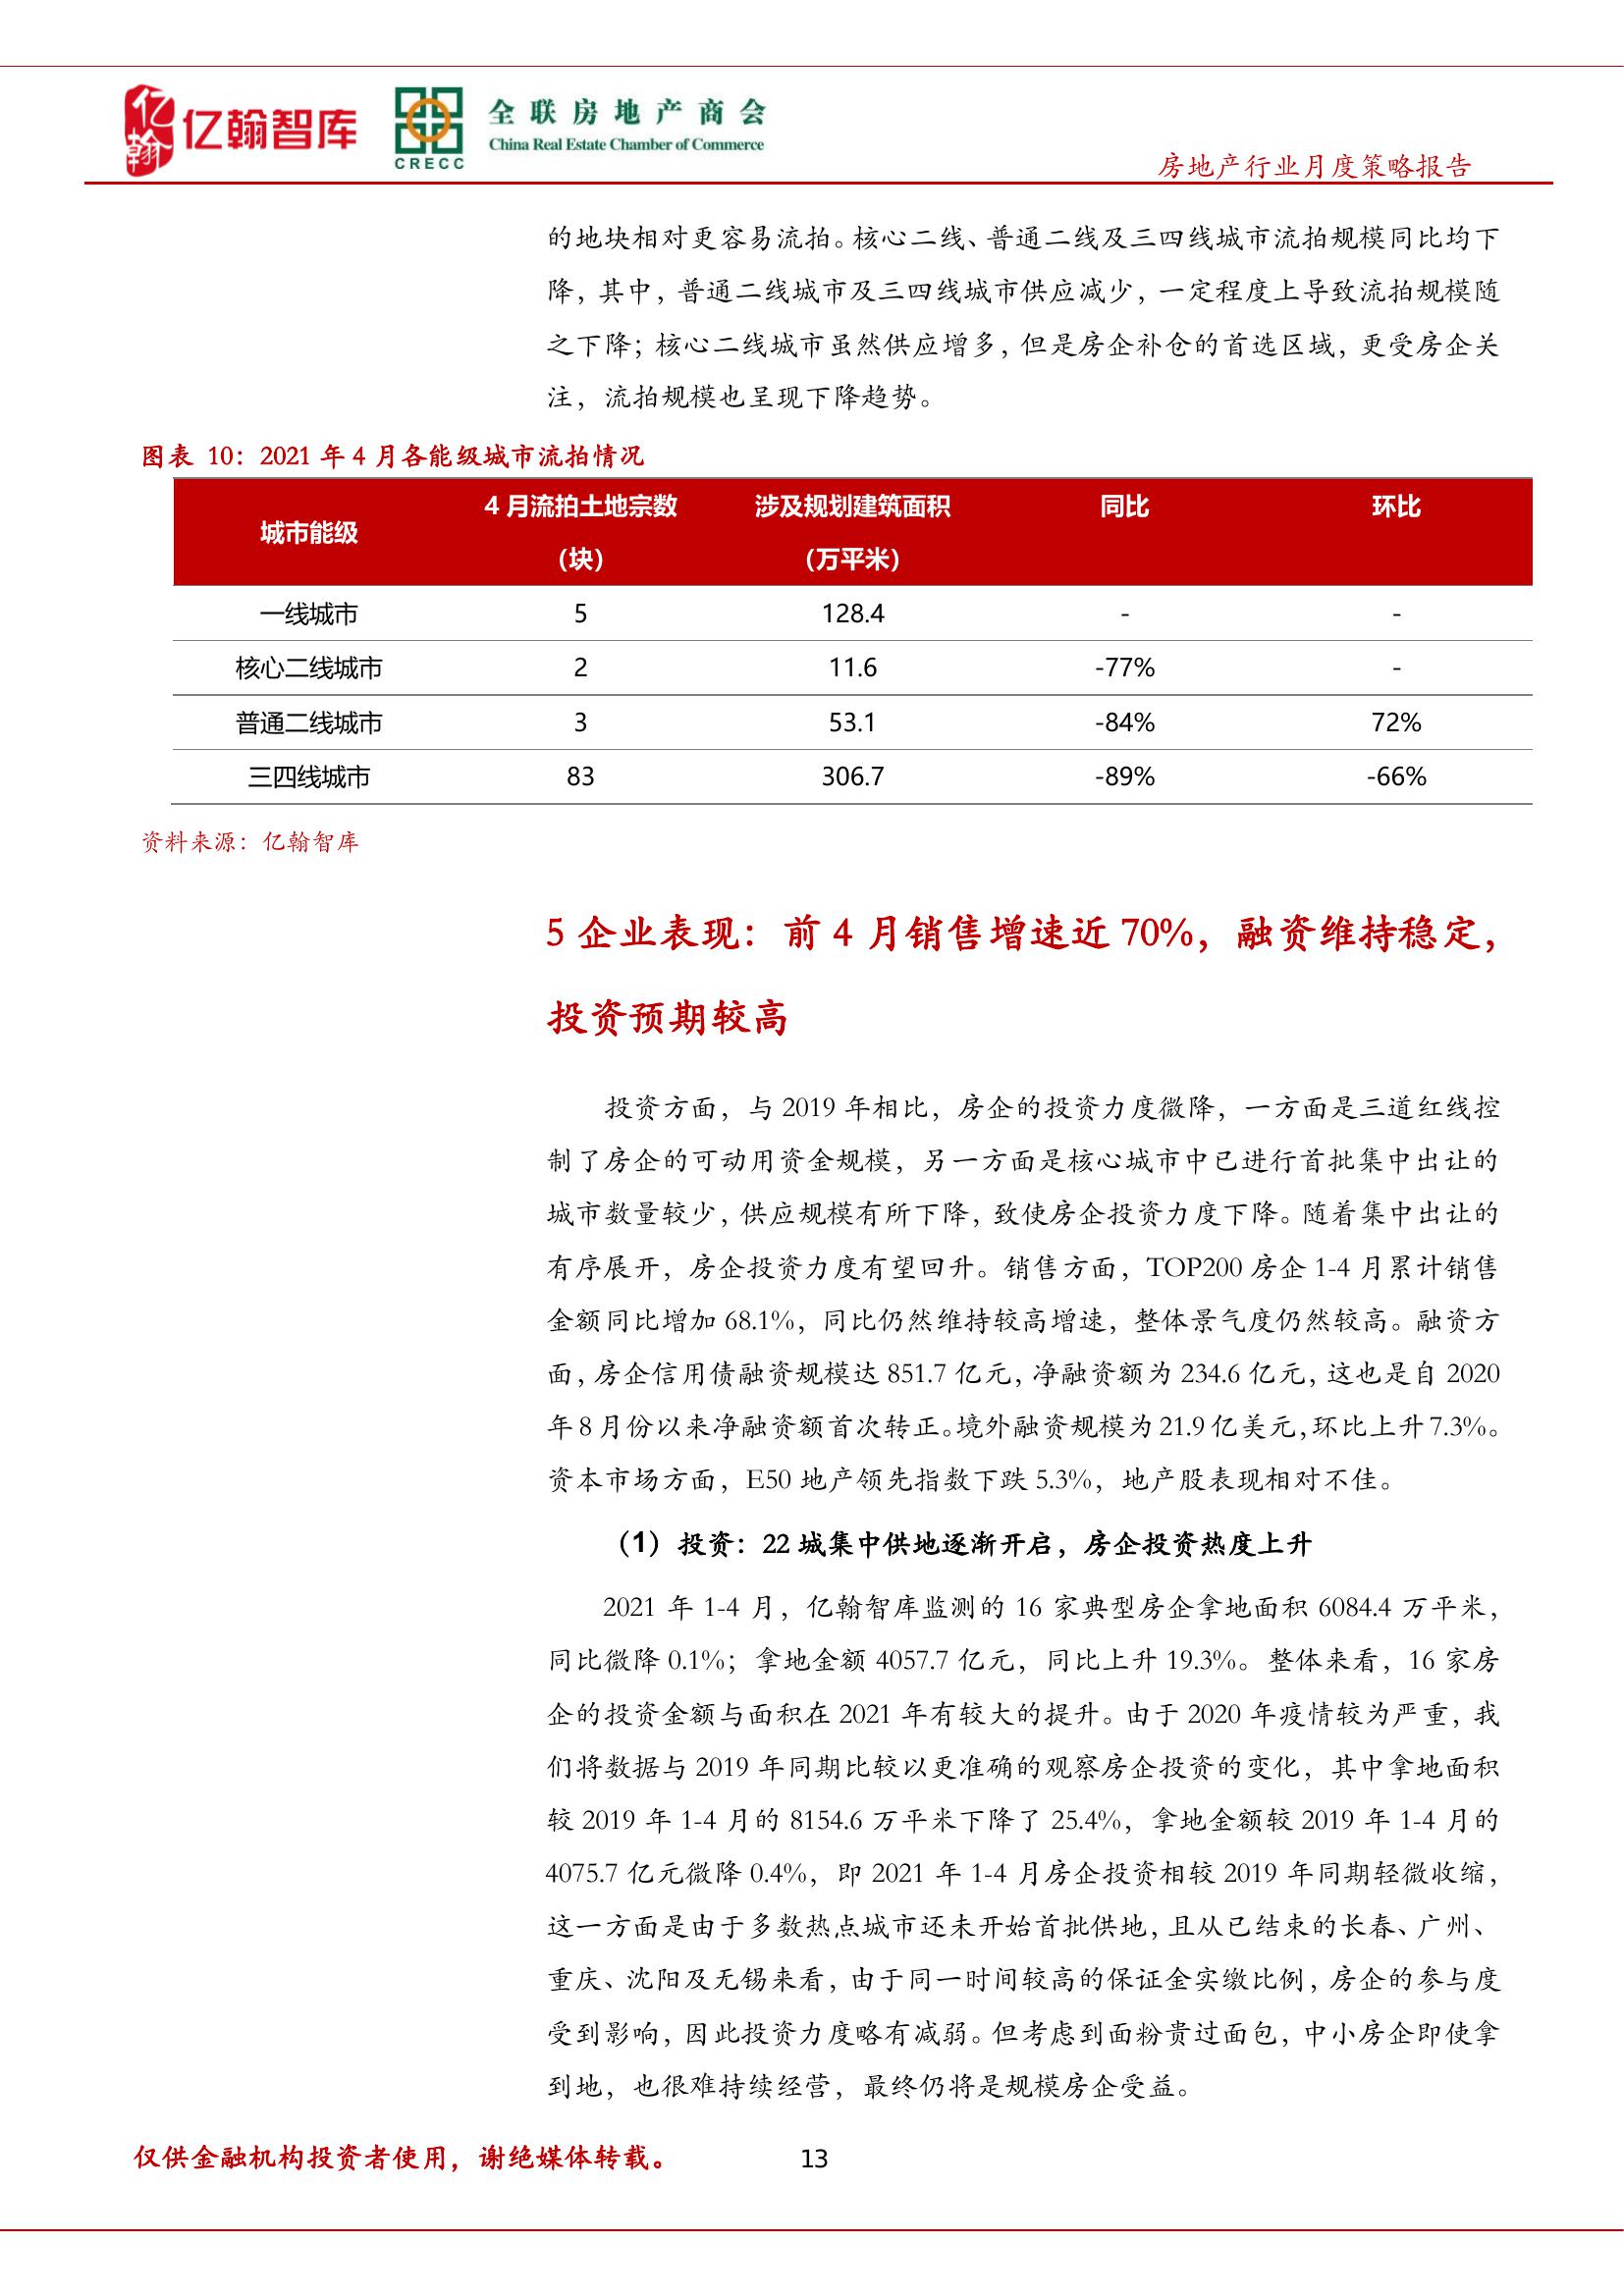 亿翰 亿翰智库
CRECC
全联房地产商会
China Real Estate Chamber of Commerce
房地产行业月度策略报告
的地块相对更容易流拍。核心二线、普通二线及三四线城市流拍规模同比均下
降，其中，普通二线城市及三四线城市供应减少，一定程度上导致流拍规模随
之下降；核心二线城市虽然供应增多，但是房企补仓的首选区域，更受房企关
注，流拍规模也呈现下降趋势。
图表 10：2021 年 4 月各能级城市流拍情况
城市能级 4 月流拍土地宗数（块） 涉及规划建筑面积（万平米） 同比 环比
一线城市 5 128.4 - -
核心二线城市 2 11.6 -77% -
普通二线城市 3 53.1 -84% 72%
三四线城市 83 306.7 -89% -66%
资料来源：亿翰智库
5 企业表现：前 4 月销售增速近 70%，融资维持稳定，
投资预期较高
投资方面，与 2019 年相比，房企的投资力度微降，一方面是三道红线控
制了房企的可动用资金规模，另一方面是核心城市中已进行首批集中出让的
城市数量较少，供应规模有所下降，致使房企投资力度下降。随着集中出让的
有序展开，房企投资力度有望回升。销售方面，TOP200 房企 1-4 月累计销售
金额同比增加 68.1%，同比仍然维持较高增速，整体景气度仍然较高。融资方
面，房企信用债融资规模达 851.7 亿元，净融资额为 234.6 亿元，这也是自 2020
年 8 月份以来净融资额首次转正。境外融资规模为 21.9 亿美元，环比上升 7.3%。
资本市场方面，E50 地产领先指数下跌 5.3%，地产股表现相对不佳。
（1）投资：22 城集中供地逐渐开启，房企投资热度上升
2021 年 1-4 月，亿翰智库监测的 16 家典型房企拿地面积 6084.4 万平米，
同比微降 0.1%；拿地金额 4057.7 亿元，同比上升 19.3%。整体来看，16 家房
企的投资金额与面积在 2021 年有较大的提升。由于 2020 年疫情较为严重，我
们将数据与 2019 年同期比较以更准确的观察房企投资的变化，其中拿地面积
较 2019 年 1-4 月的 8154.6 万平米下降了 25.4%，拿地金额较 2019 年 1-4 月的
4075.7 亿元微降 0.4%，即 2021 年 1-4 月房企投资相较 2019 年同期轻微收缩，
这一方面是由于多数热点城市还未开始首批供地，且从已结束的长春、广州、
重庆、沈阳及无锡来看，由于同一时间较高的保证金实缴比例，房企的参与度
受到影响，因此投资力度略有减弱。但考虑到面粉贵过面包，中小房企即使拿
到地，也很难持续经营，最终仍将是规模房企受益。
仅供金融机构投资者使用，谢绝媒体转载。 13